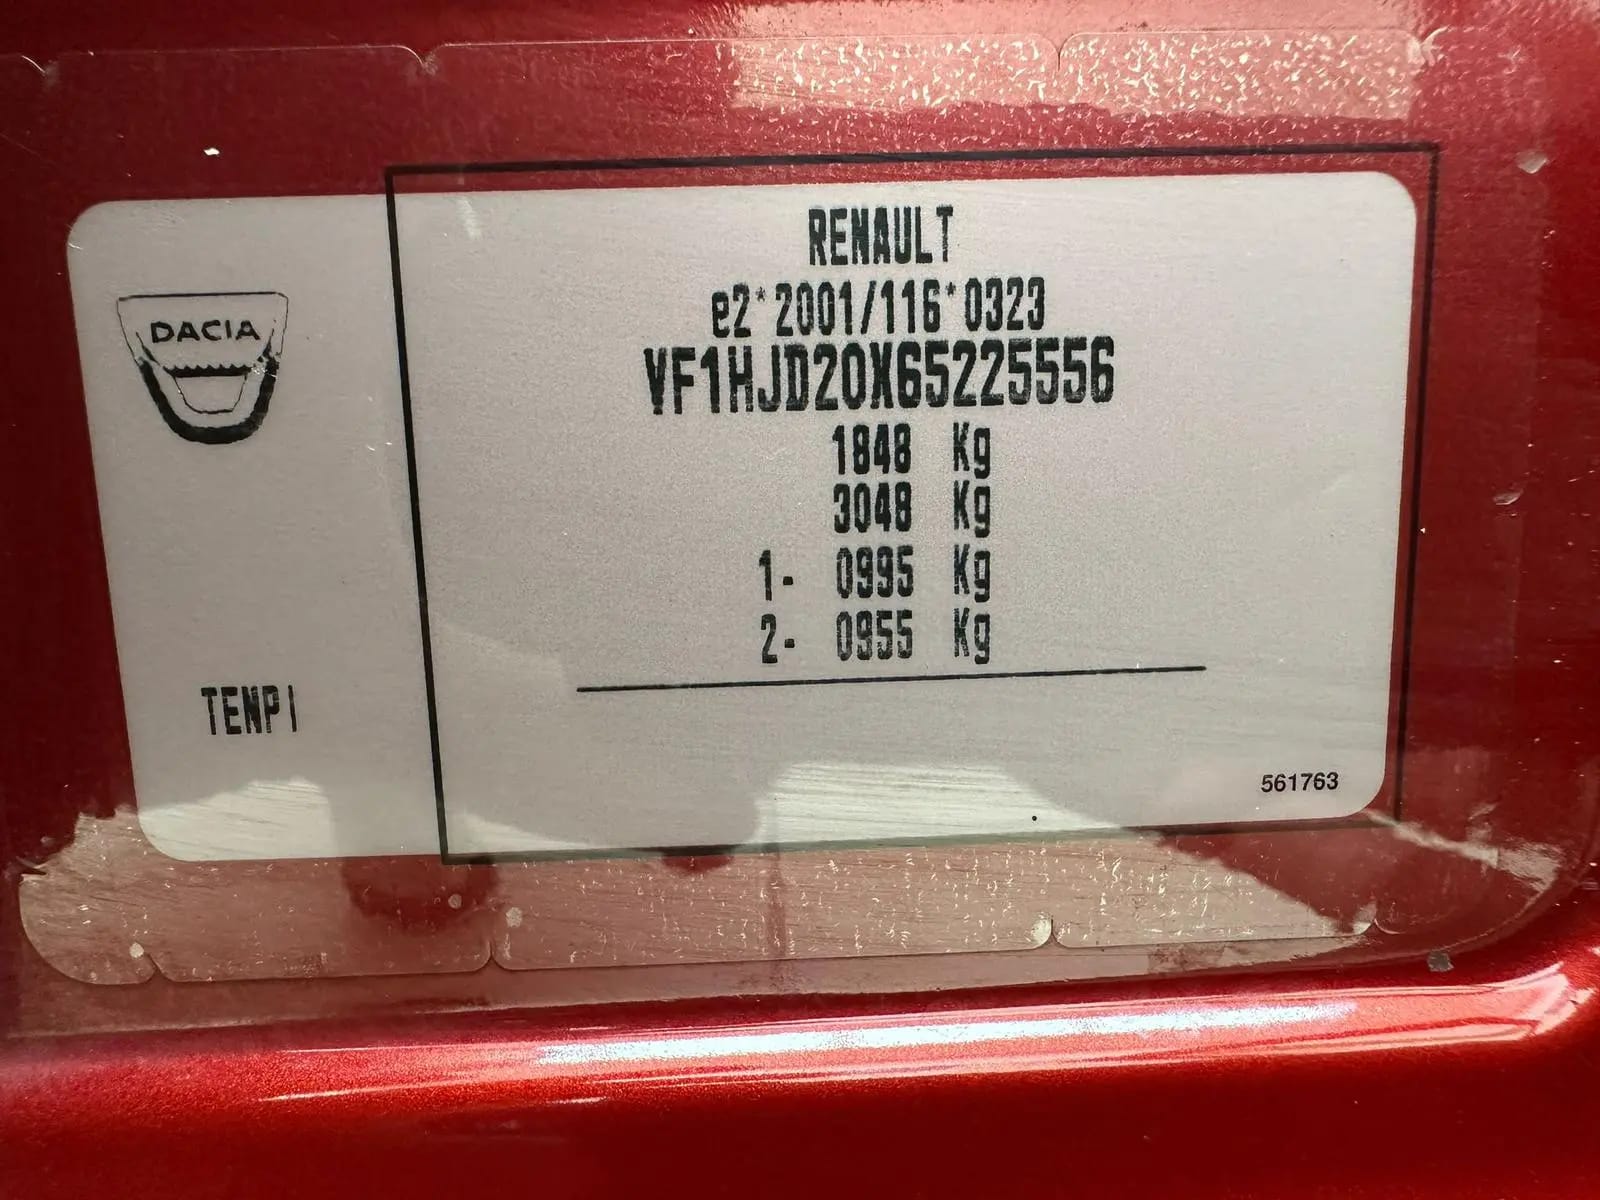 RENAULT
e2*2001/116*0323
VF1HJD20X65225556
1848 Kg
3048 Kg
1- 0995 Kg
2- 0955 Kg
DACIA
TENPI
561763